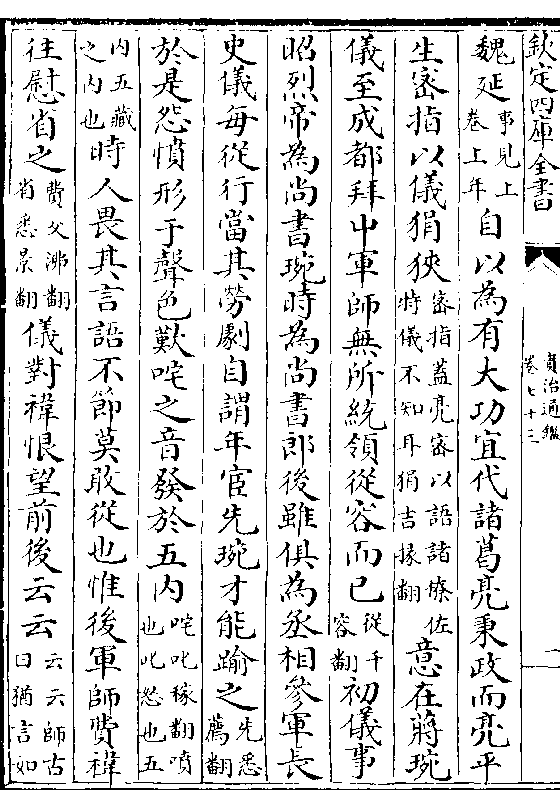 欽定四庫全書
資治通鑑
卷七十三
二
魏延事見上卷上年自以為有大功宜代諸葛亮秉政而亮平
生密指以儀狷狹密指蓋亮密以語諸僚佐特儀不知耳狷吉掾翻意在蔣琬
儀至成都拜中軍師無所統領從容而已從千容翻初儀事
昭烈帝為尚書琬時為尚書郎後雖俱為丞相參軍長
史儀每從行當其勞劇自謂年宦先琬才能踰之先悉薦翻
於是怨憤形于聲色歎咤之音發於五内咤叱稼翻噴也叱怒也五
内五藏之内也時人畏其言語不節莫敢從也惟後軍師費禕
往慰省之費父沸翻省悉景翻儀對禕恨望前後云云云云師古曰猶言如